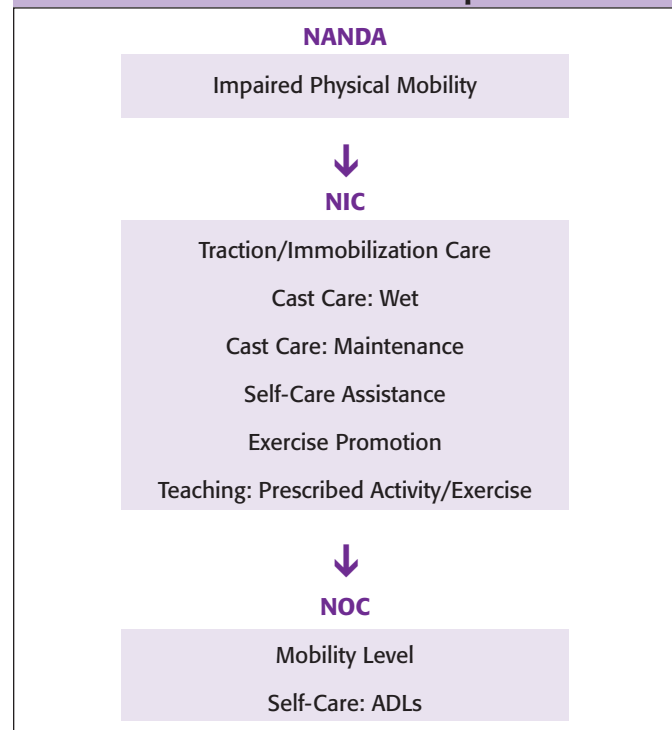 NANDA
Impaired Physical Mobility
NIC
Traction/Immobilization Care
Cast Care: Wet
Cast Care: Maintenance
Self-Care Assistance
Exercise Promotion
Teaching: Prescribed Activity/Exercise
NOC
Mobility Level
Self-Care: ADLs